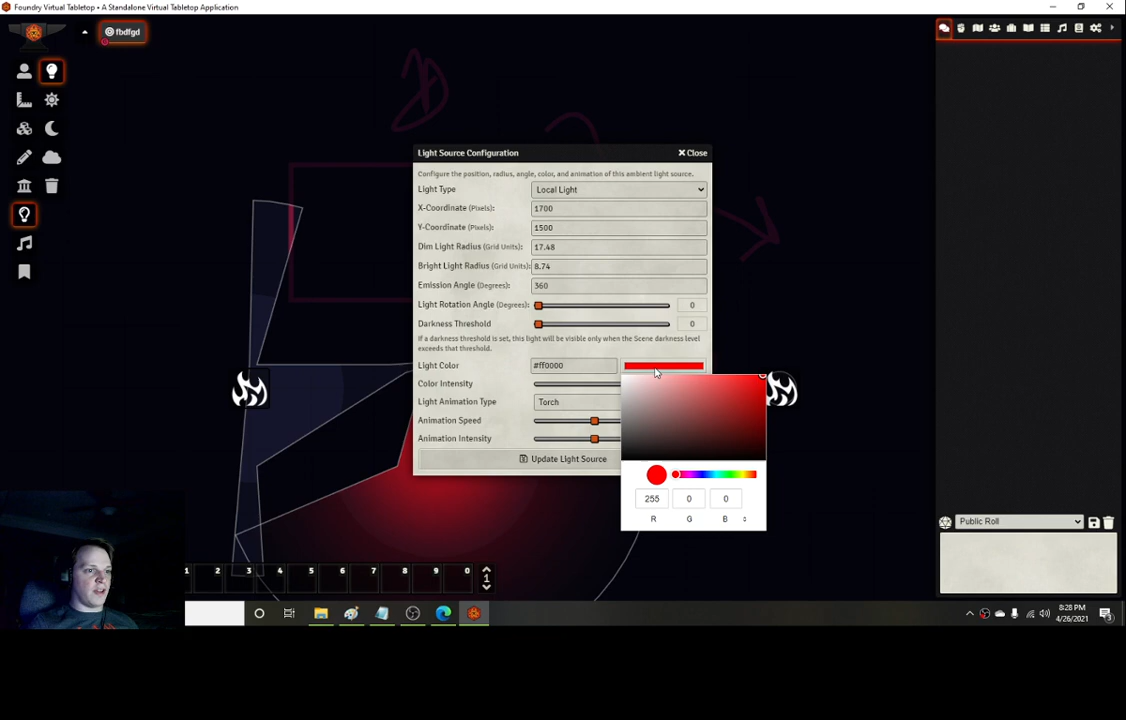 Foundry Virtual Tabletop • A Standalone Virtual Tabletop Application
fbdfgd
Light Source Configuration
Close
Configure the position, radius, angle, color, and animation of this ambient light source.
Light Type
Local Light
X-Coordinate (Pixels):
1700
Y-Coordinate (Pixels):
1500
Dim Light Radius (Grid Units):
17.48
Bright Light Radius (Grid Units):
8.74
Emission Angle (Degrees):
360
Light Rotation Angle (Degrees):
0
Darkness Threshold
0
If a darkness threshold is set, this light will be visible only when the Scene darkness level
exceeds that threshold.
Light Color
#ff0000
Color Intensity
Light Animation Type
Torch
Animation Speed
Animation Intensity
Update Light Source
255
0
0
R
G
B
Public Roll
1
2
3
4
5
6
7
8
9
0
1
8:28 PM
4/26/2021
3